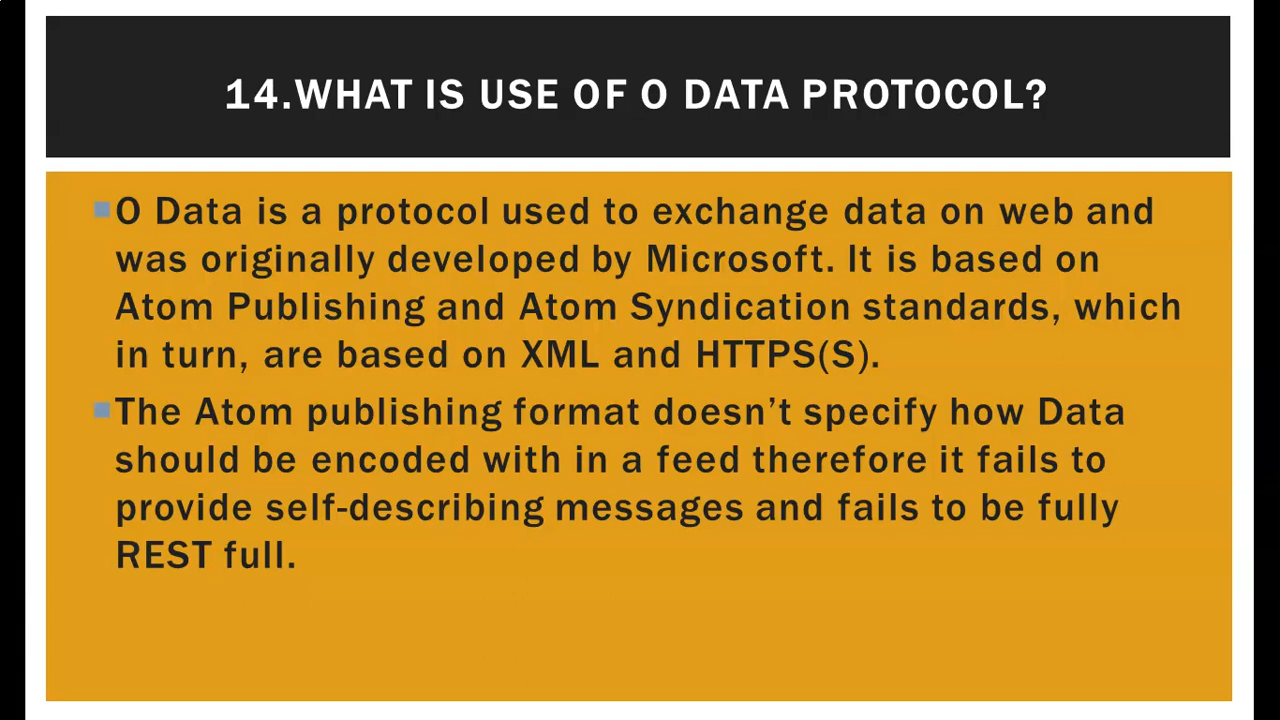 14.WHAT IS USE OF O DATA PROTOCOL?
O Data is a protocol used to exchange data on web and
was originally developed by Microsoft. It is based on
Atom Publishing and Atom Syndication standards, which
in turn, are based on XML and HTTPS(S).
The Atom publishing format doesn’t specify how Data
should be encoded with in a feed therefore it fails to
provide self-describing messages and fails to be fully
REST full.